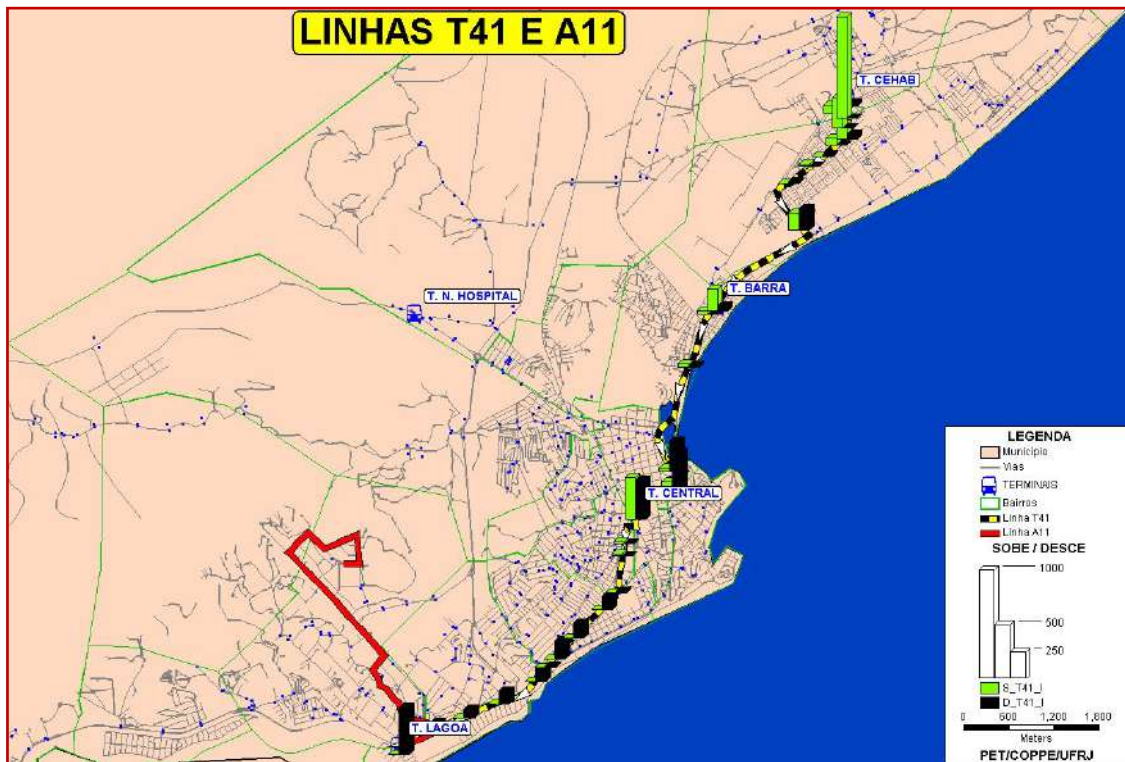 LINHAS T41 E A11
T. CEHAB
T. BARRA
T. N. HOSPITAL
T. CENTRAL
T. LAGOA
LEGENDA
Município
Vias
TERMINAIS
Bairros
Linha T41
Linha A11
SOBE / DESCE
1000
500
250
S_T41_I
D_T41_I
0 600 1,200 1,800
Meters
PET/COPPE/UFRJ